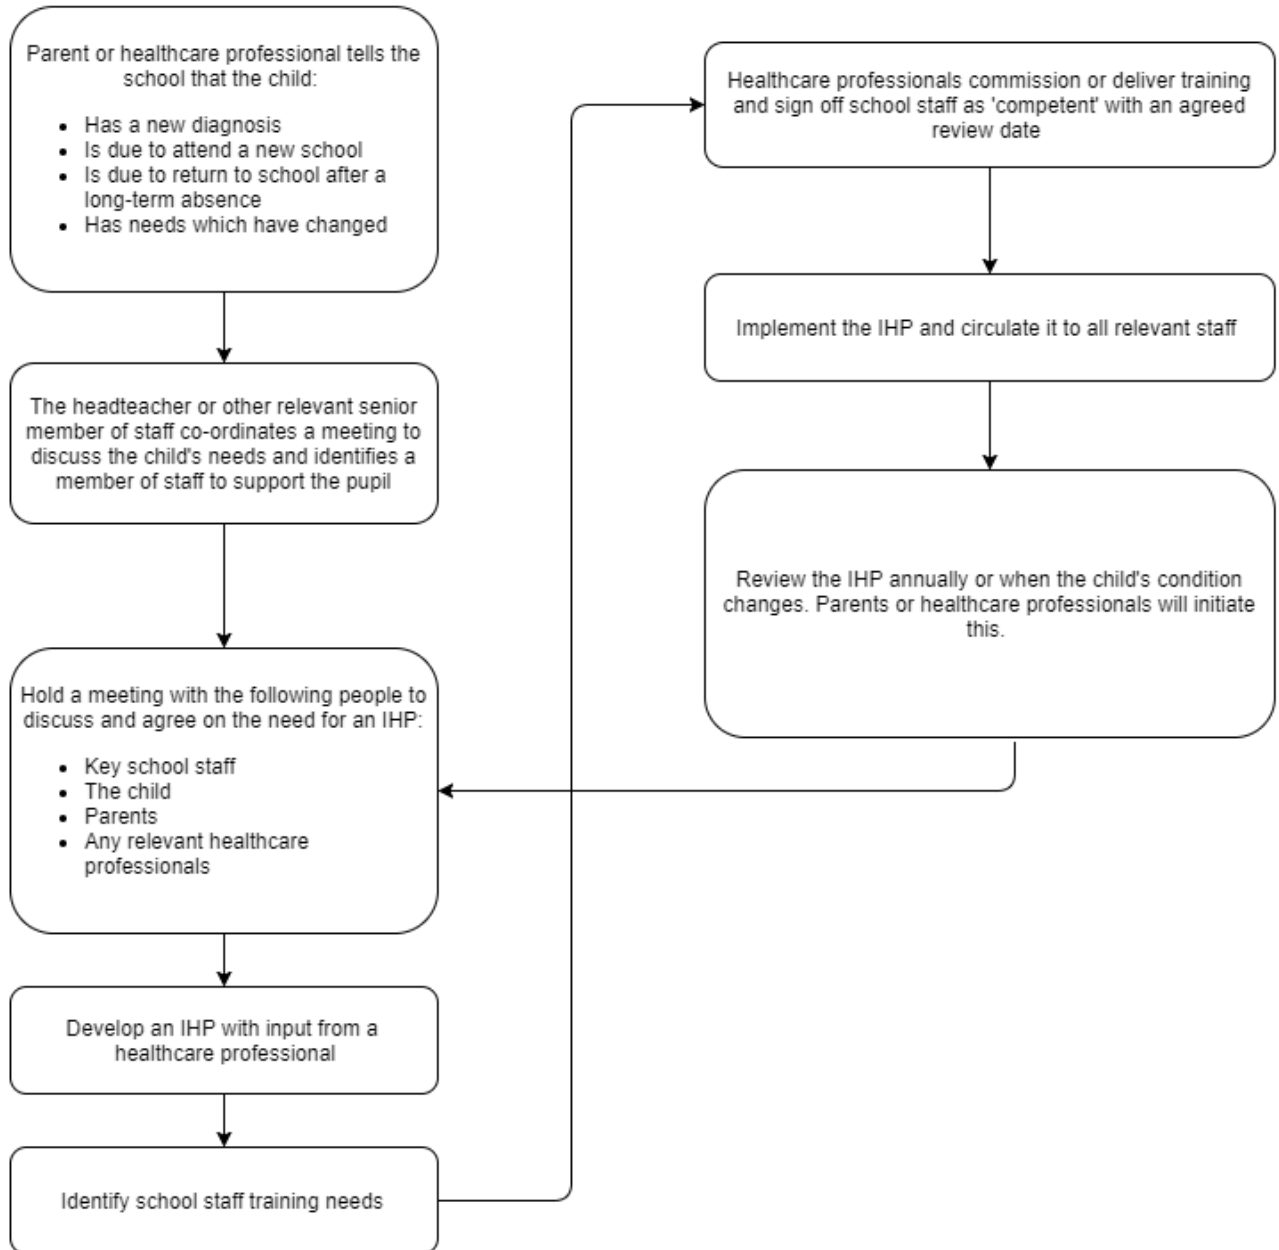 Parent or healthcare professional tells the
school that the child:
• Has a new diagnosis
• Is due to attend a new school
• Is due to return to school after a
long-term absence
• Has needs which have changed
The headteacher or other relevant senior
member of staff co-ordinates a meeting to
discuss the child's needs and identifies a
member of staff to support the pupil
Hold a meeting with the following people to
discuss and agree on the need for an IHP:
• Key school staff
• The child
• Parents
• Any relevant healthcare
professionals
Develop an IHP with input from a
healthcare professional
Identify school staff training needs
Healthcare professionals commission or deliver training
and sign off school staff as 'competent' with an agreed
review date
Implement the IHP and circulate it to all relevant staff
Review the IHP annually or when the child's condition
changes. Parents or healthcare professionals will initiate
this.